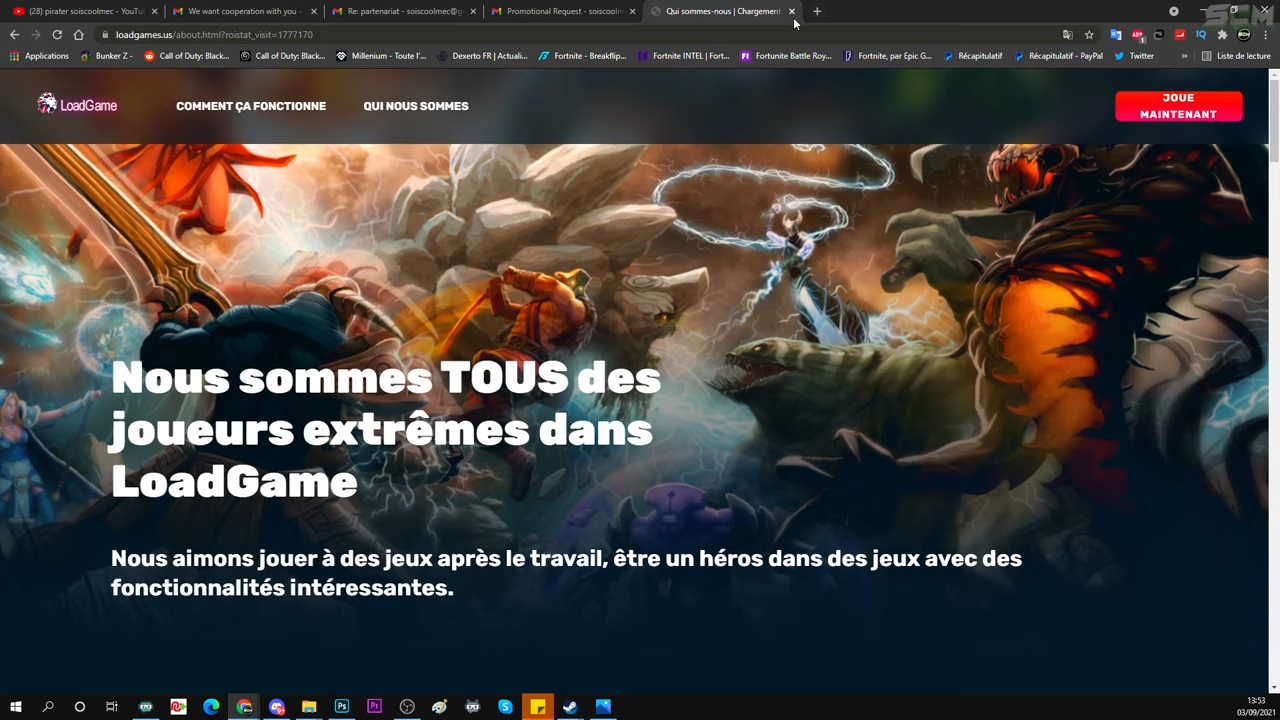 (28) pirater soiscoolmec - YouTu
We want cooperation with you -
Re: partenariat - soiscoolmec@g
Promotional Request - soiscoolm
Qui sommes-nous | Chargement
SCM
loadgames.us/about.html?roistat_visit=1777170
Applications
Bunker Z -
Call of Duty: Black...
Call of Duty: Black...
Millenium - Toute l'i...
Dexerto FR | Actuali...
Fortnite - Breakflip...
Fortnite INTEL | Fort...
Fortunite Battle Roy...
Fortnite, par Epic G...
Récapitulatif
Récapitulatif - PayPal
Twitter
»
Liste de lecture
LoadGame
COMMENT ÇA FONCTIONNE
QUI NOUS SOMMES
JOUE
MAINTENANT
Nous sommes TOUS des
joueurs extrêmes dans
LoadGame
Nous aimons jouer à des jeux après le travail, être un héros dans des jeux avec des
fonctionnalités intéressantes.
13:53
03/09/2021